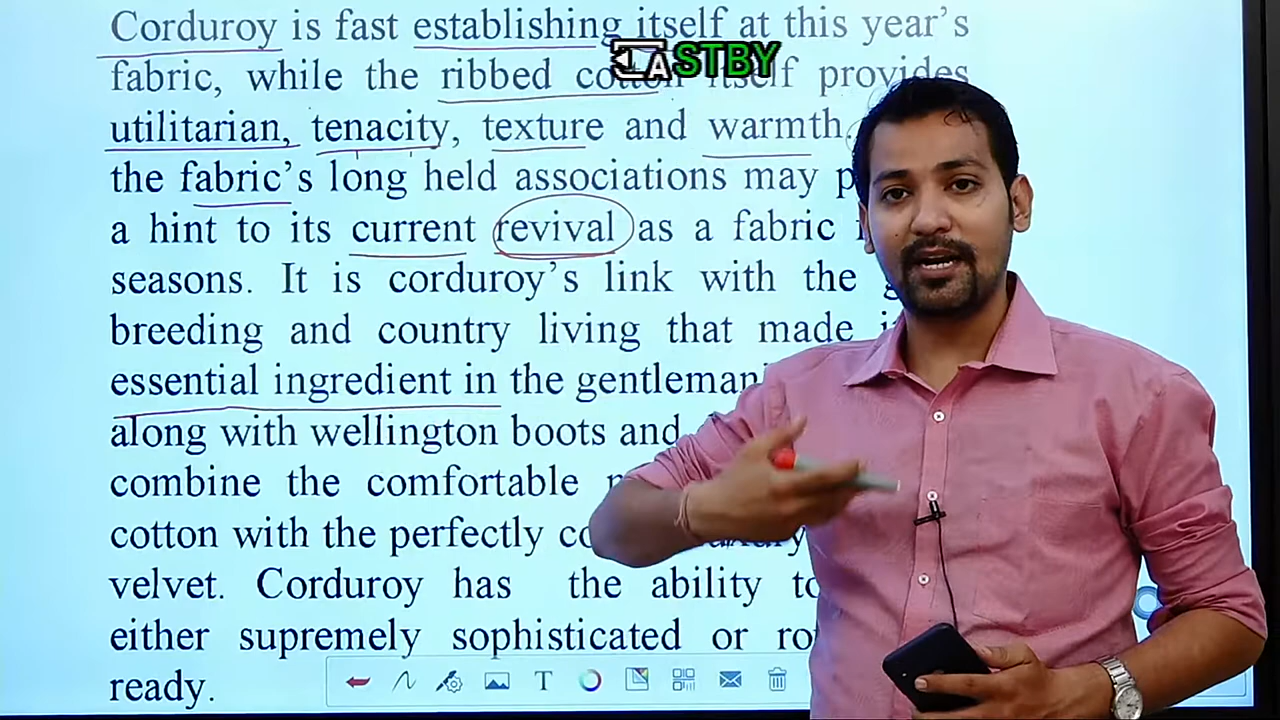 Corduroy is fast establishing itself at this year's
ASTBY
fabric, while the ribbed cotton itself provides
utilitarian, tenacity, texture and warmth,
the fabric's long held associations may
a hint to its current revival as a fabric
seasons. It is corduroy's link with the
breeding and country living that made
essential ingredient in the gentleman's
along with wellington boots and
combine the comfortable
cotton with the perfectly
velvet. Corduroy has the ability to
either supremely sophisticated or
ready.
T